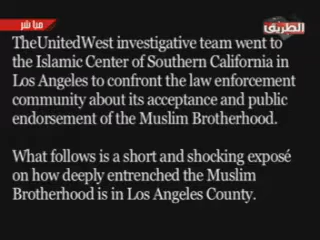 مباشر
الطريق
TheUnitedWest investigative team went to
the Islamic Center of Southern California in
Los Angeles to confront the law enforcement
community about its acceptance and public
endorsement of the Muslim Brotherhood.
What follows is a short and shocking exposé
on how deeply entrenched the Muslim
Brotherhood is in Los Angeles County.